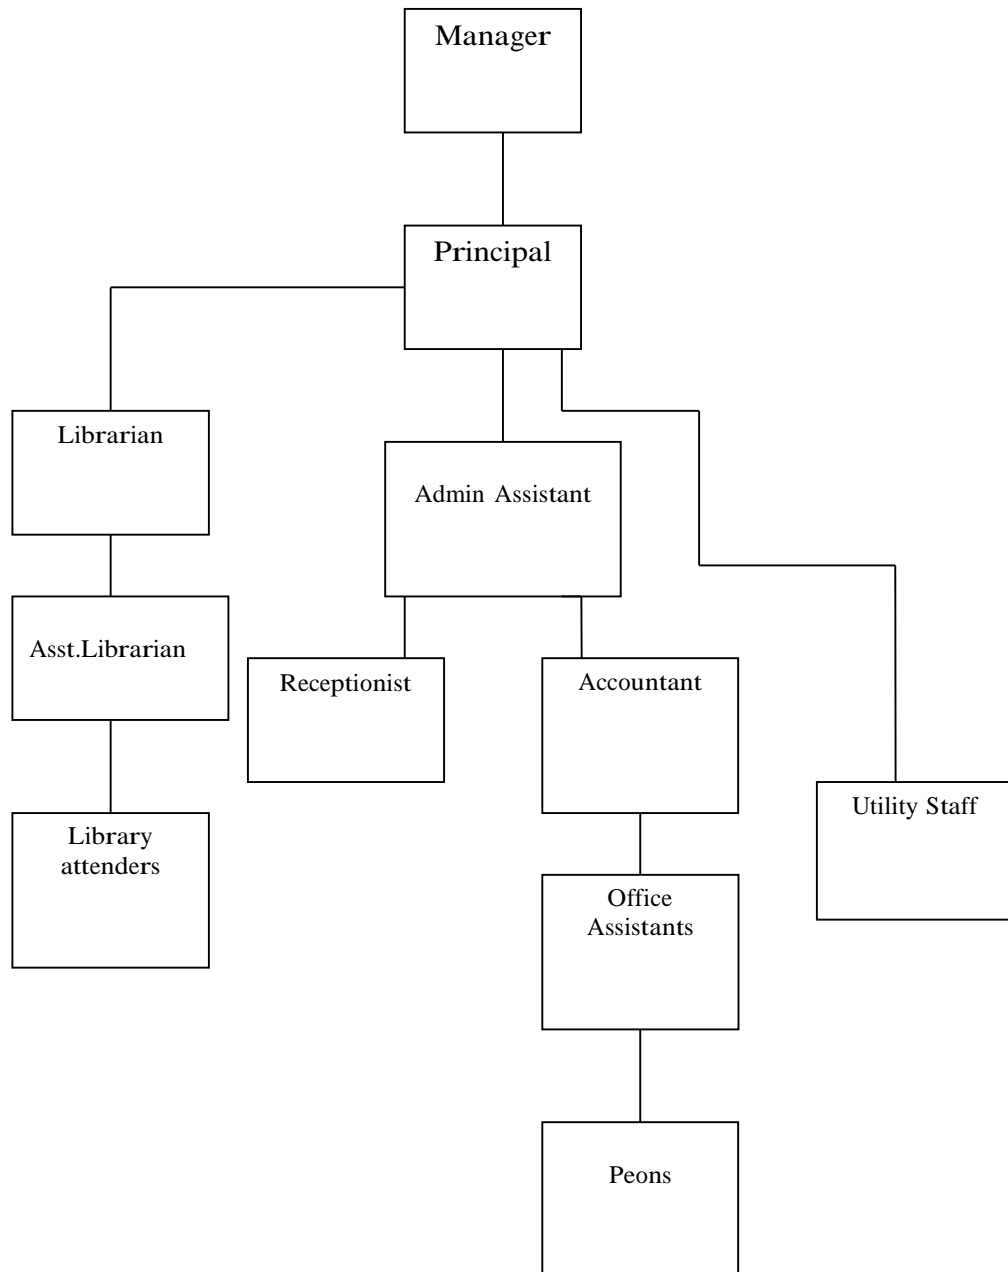 Manager
Principal
Librarian
Admin Assistant
Asst.Librarian
Receptionist
Accountant
Utility Staff
Library
attenders
Office
Assistants
Peons